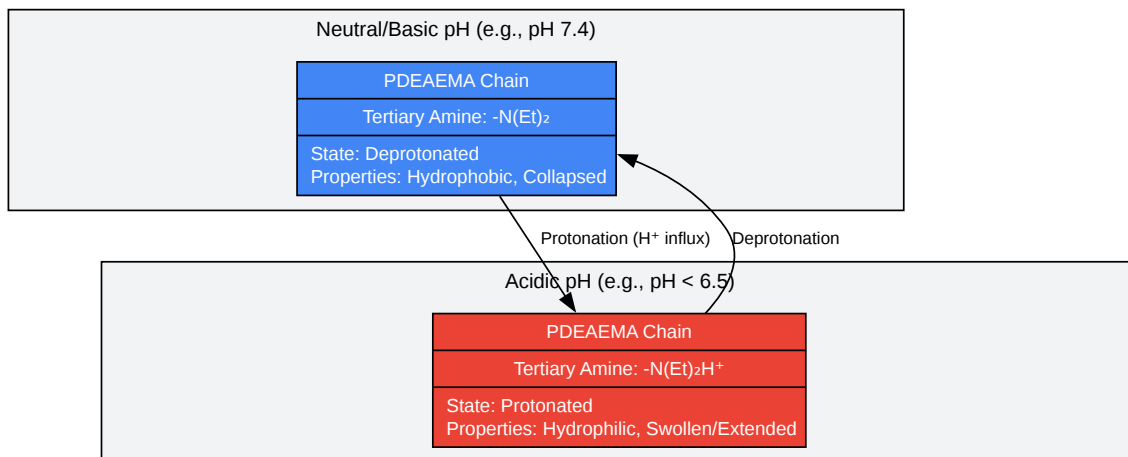 Neutral/Basic pH (e.g., pH 7.4)
PDEAEMA Chain
Tertiary Amine: -N(Et)₂
State: Deprotonated
Properties: Hydrophobic, Collapsed
Protonation (H⁺ influx)
Deprotonation
Acidic pH (e.g., pH < 6.5)
PDEAEMA Chain
Tertiary Amine: -N(Et)₂H⁺
State: Protonated
Properties: Hydrophilic, Swollen/Extended